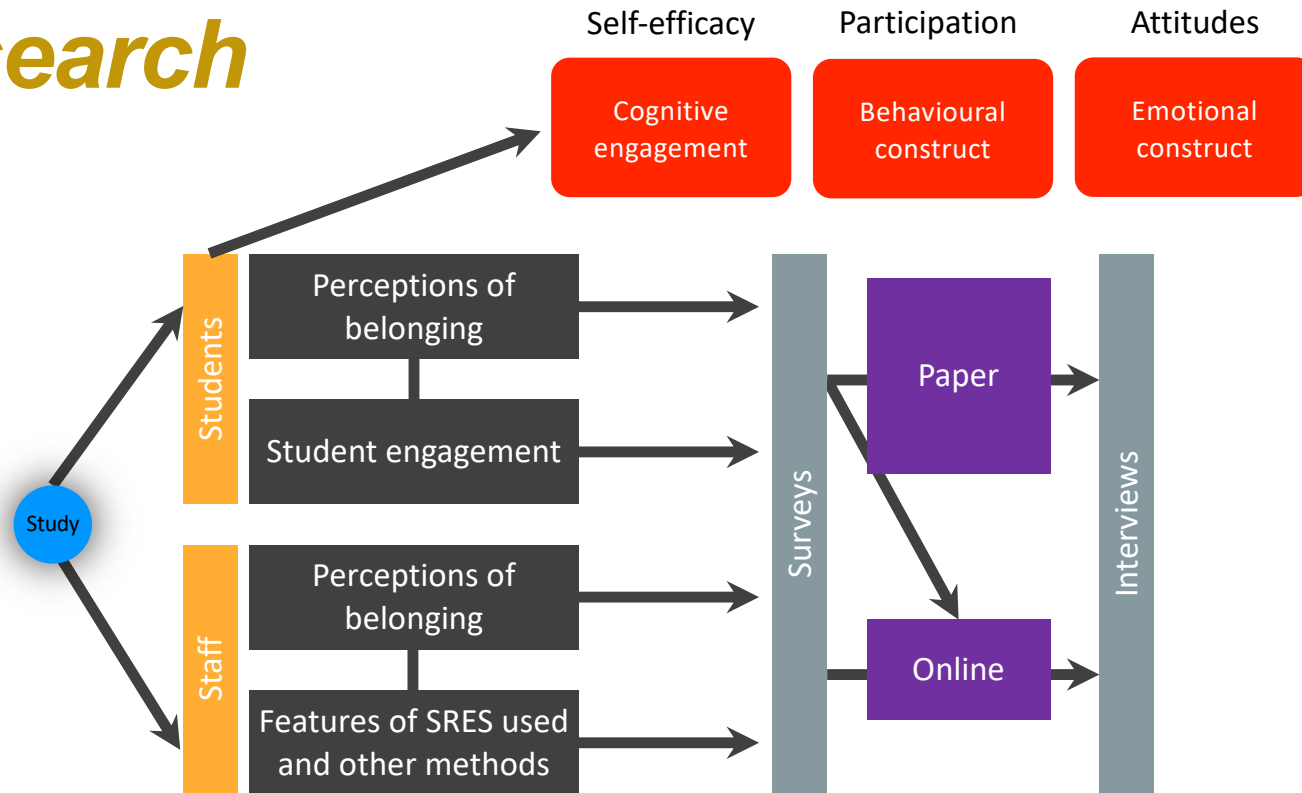 Self-efficacy
Participation
Attitudes
Cognitive
engagement
Behavioural
construct
Emotional
construct
Students
Perceptions of
belonging
Student engagement
Study
Staff
Perceptions of
belonging
Features of SRES used
and other methods
Surveys
Paper
Online
Interviews